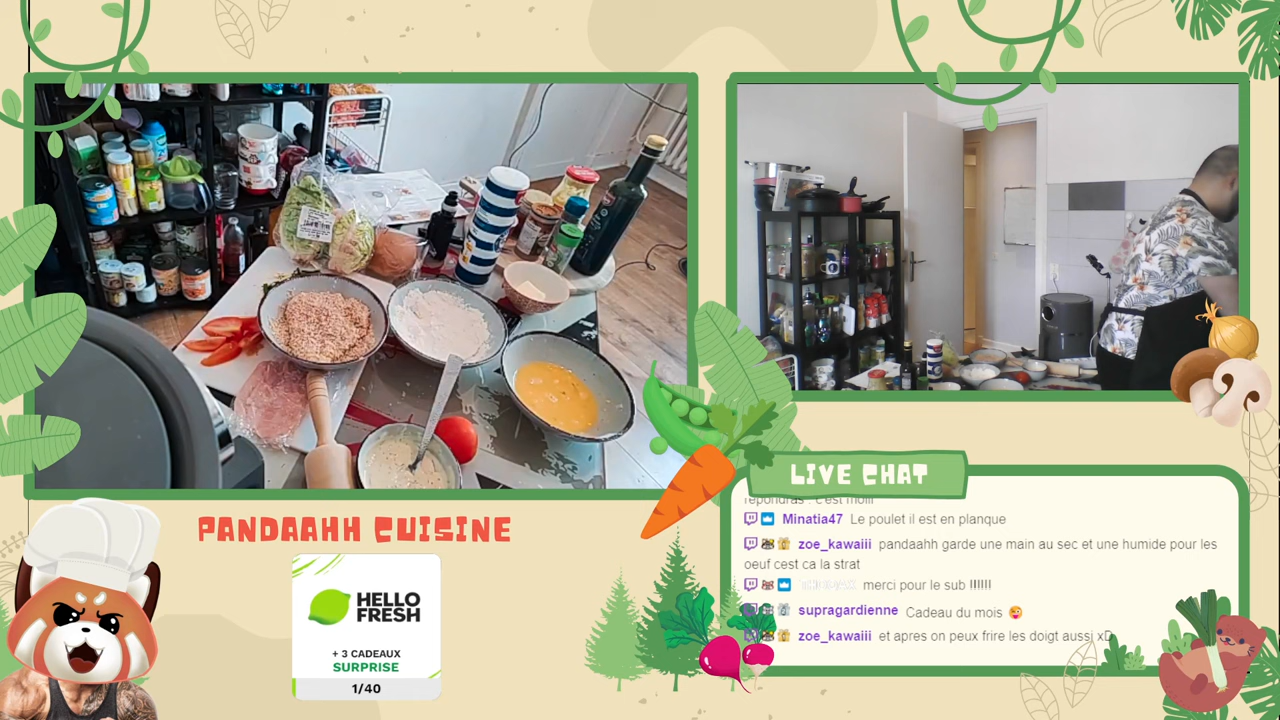 LIVE CHAT
Minatia47 Le poulet il est en planque
zoe_kawaiii pandaahh garde une main au sec et une humide pour les
oeuf cest ca la strat
merci pour le sub !!!!!!
supragardienne Cadeau du mois 😜
zoe_kawaiii et apres on peux frire les doigt aussi xD
PANDAAHH CUISINE
HELLO
FRESH
+ 3 CADEAUX
SURPRISE
1/40